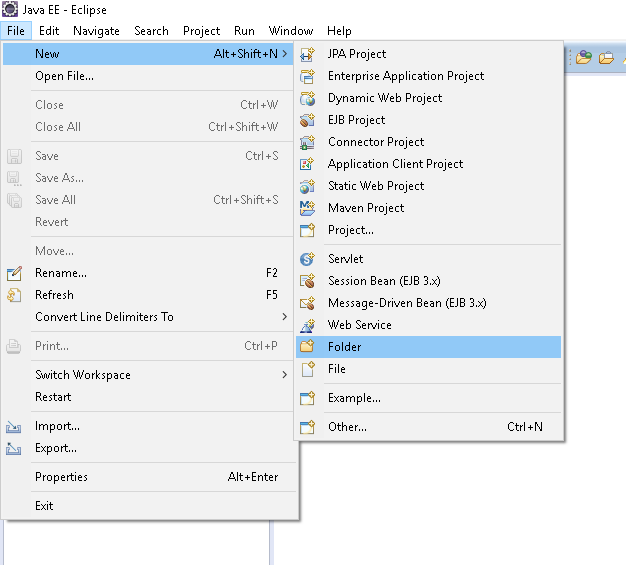 Java EE - Eclipse
File Edit Navigate Search Project Run Window Help
New Alt+Shift+N
Open File...
Close Ctrl+W
Close All Ctrl+Shift+W
Save Ctrl+S
Save As...
Save All Ctrl+Shift+S
Revert
Move...
Rename... F2
Refresh F5
Convert Line Delimiters To
Print... Ctrl+P
Switch Workspace
Restart
Import...
Export...
Properties Alt+Enter
Exit
JPA Project
Enterprise Application Project
Dynamic Web Project
EJB Project
Connector Project
Application Client Project
Static Web Project
Maven Project
Project...
Servlet
Session Bean (EJB 3.x)
Message-Driven Bean (EJB 3.x)
Web Service
Folder
File
Example...
Other... Ctrl+N